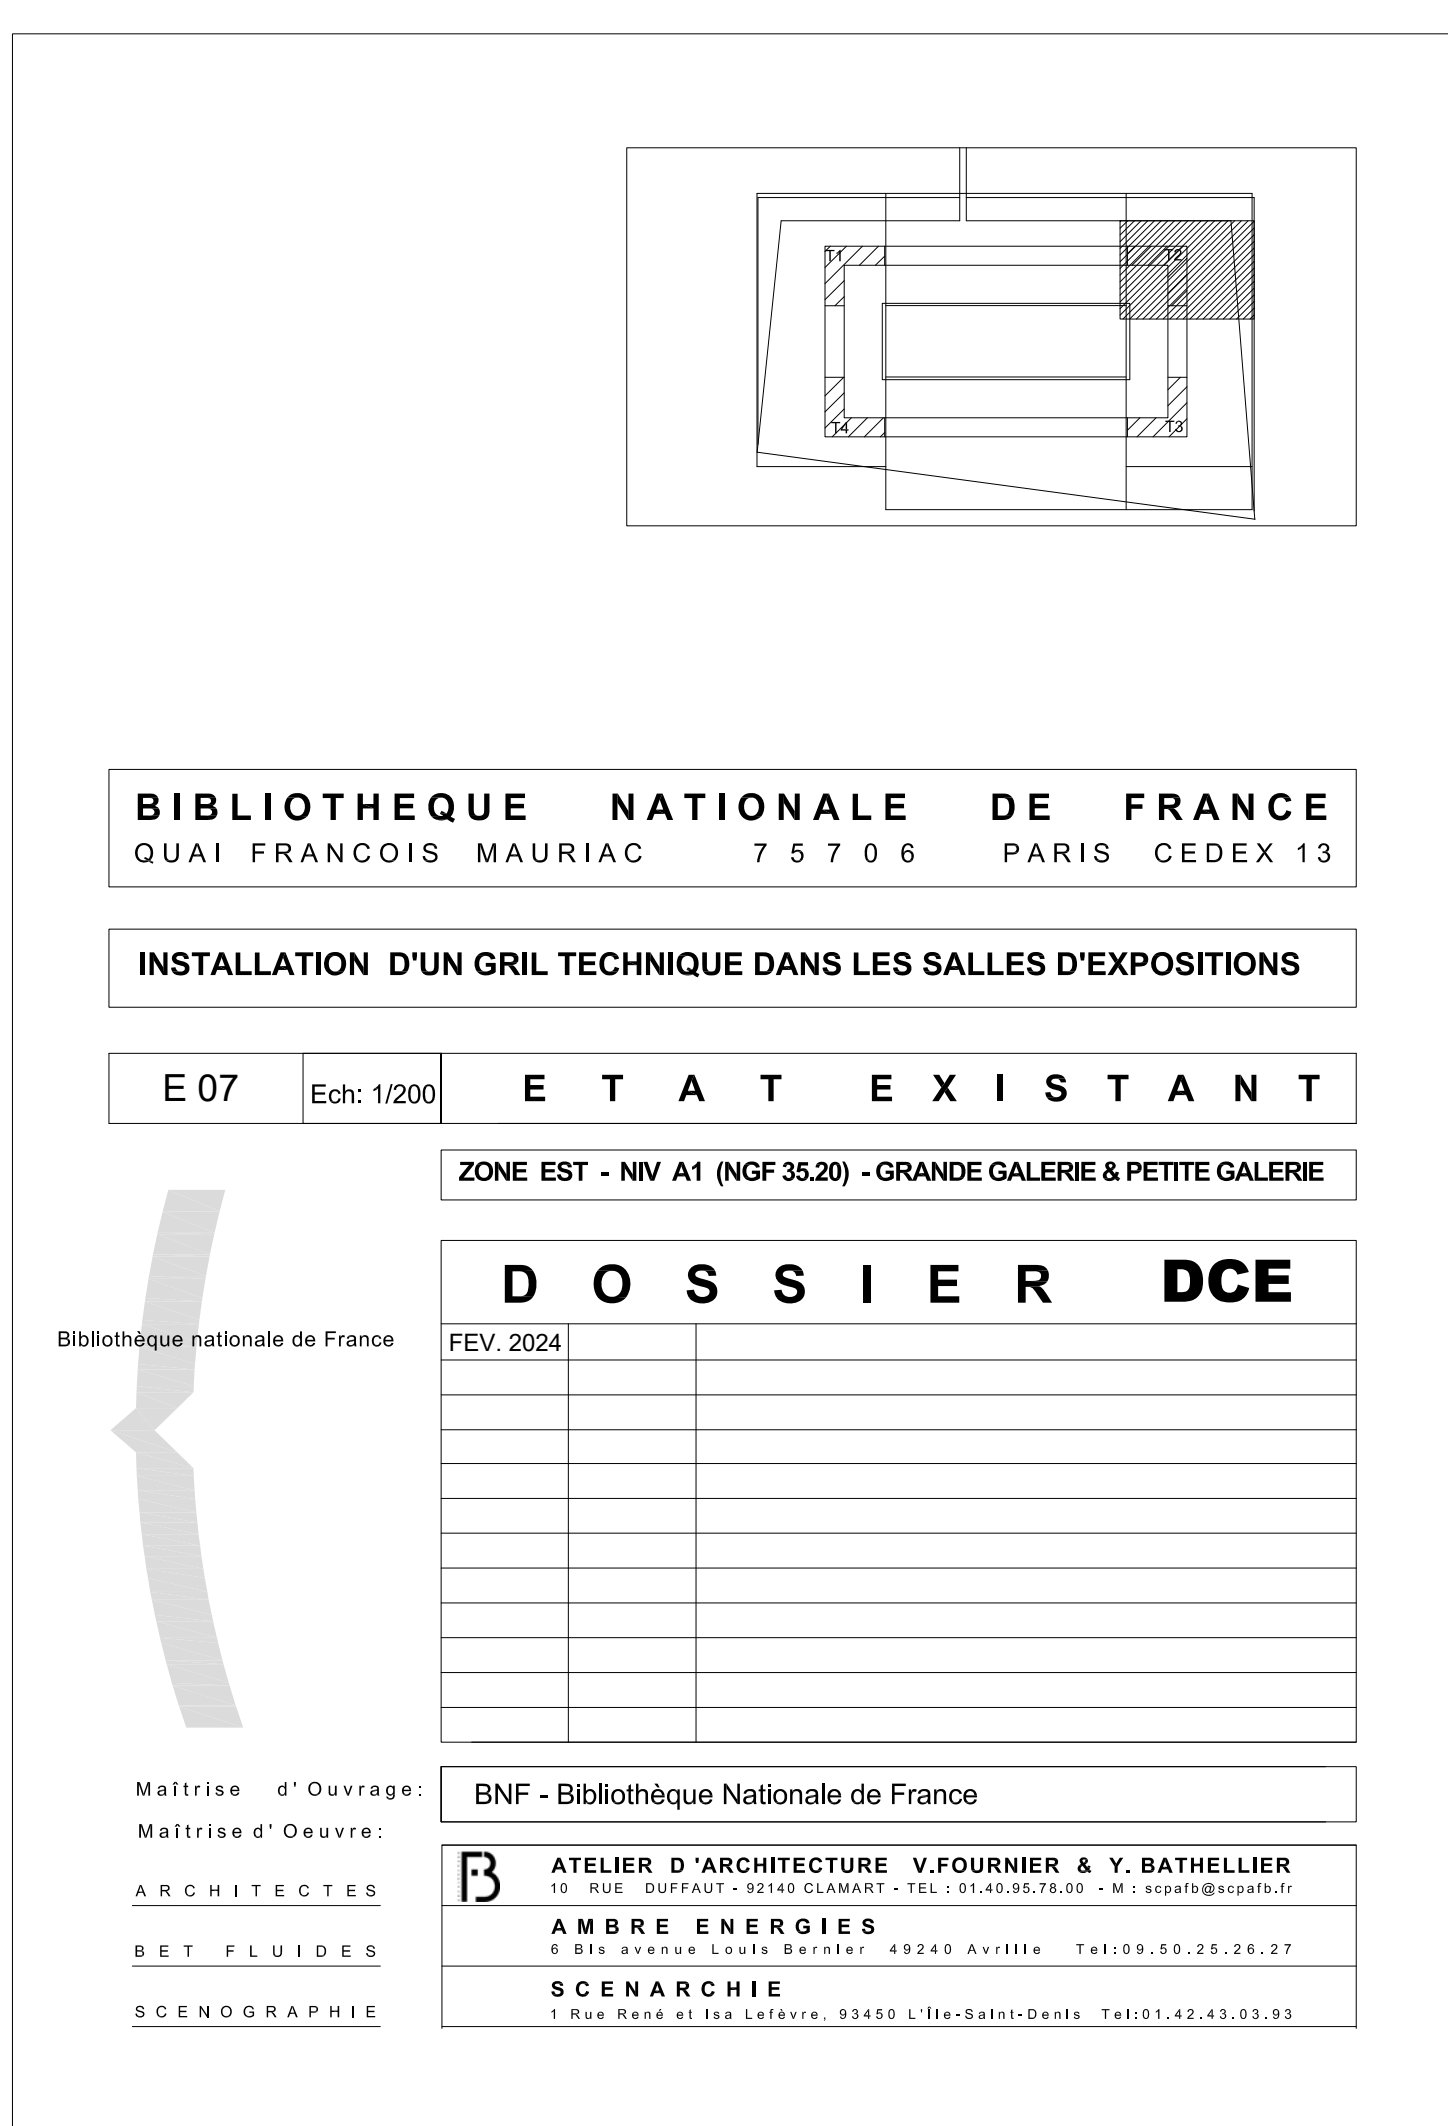 T1 T2
T4 T3
BIBLIOTHEQUE NATIONALE DE FRANCE
QUAI FRANCOIS MAURIAC 75706 PARIS CEDEX 13
INSTALLATION D'UN GRIL TECHNIQUE DANS LES SALLES D'EXPOSITIONS
E 07 Ech: 1/200 ETAT EXISTANT
ZONE EST - NIV A1 (NGF 35.20) - GRANDE GALERIE & PETITE GALERIE
DOSSIER DCE
Bibliothèque nationale de France
FEV. 2024
Maîtrise d'Ouvrage:
BNF - Bibliothèque Nationale de France
Maîtrise d'Oeuvre:
ARCHITECTES
FB
ATELIER D'ARCHITECTURE V.FOURNIER & Y. BATHELLIER
10 RUE DUFFAUT - 92140 CLAMART - TEL : 01.40.95.78.00 - M : scpafb@scpafb.fr
BET FLUIDES
AMBRE ENERGIES
6 Bis avenue Louis Bernier 49240 Avrille Tel:09.50.25.26.27
SCENOGRAPHIE
SCENARCHIE
1 Rue René et Isa Lefèvre, 93450 L'Île-Saint-Denis Tel:01.42.43.03.93